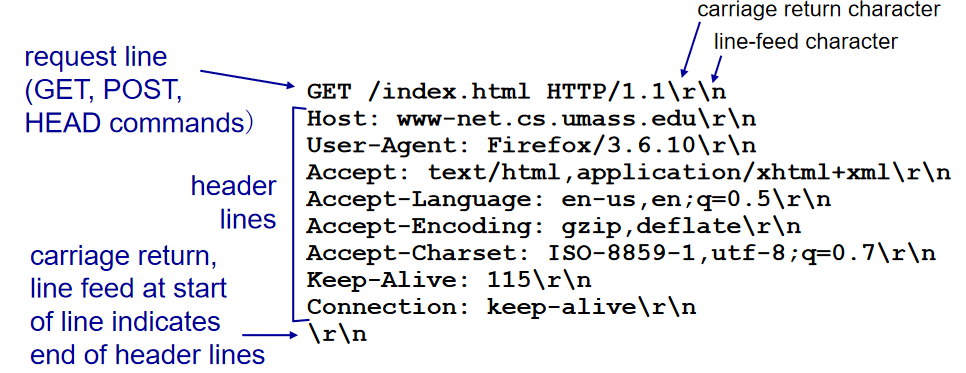 carriage return character
line-feed character
request line
(GET, POST,
HEAD commands)
GET /index.html HTTP/1.1\r\n
Host: www-net.cs.umass.edu\r\n
User-Agent: Firefox/3.6.10\r\n
Accept: text/html,application/xhtml+xml\r\n
Accept-Language: en-us,en;q=0.5\r\n
Accept-Encoding: gzip,deflate\r\n
Accept-Charset: ISO-8859-1,utf-8;q=0.7\r\n
Keep-Alive: 115\r\n
Connection: keep-alive\r\n
\r\n
header
lines
carriage return,
line feed at start
of line indicates
end of header lines